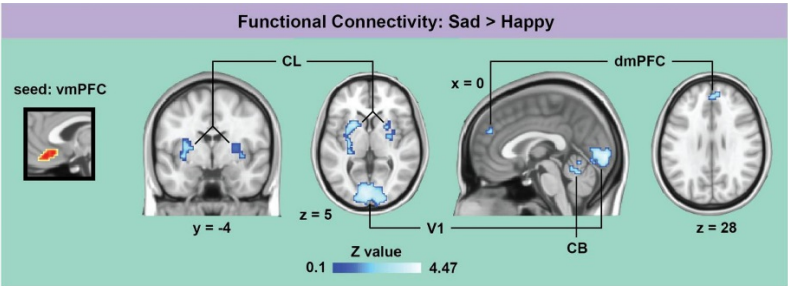 Functional Connectivity: Sad > Happy
CL
dmPFC
seed: vmPFC
x = 0
y = -4
z = 5
V1
CB
z = 28
Z value
0.1 4.47